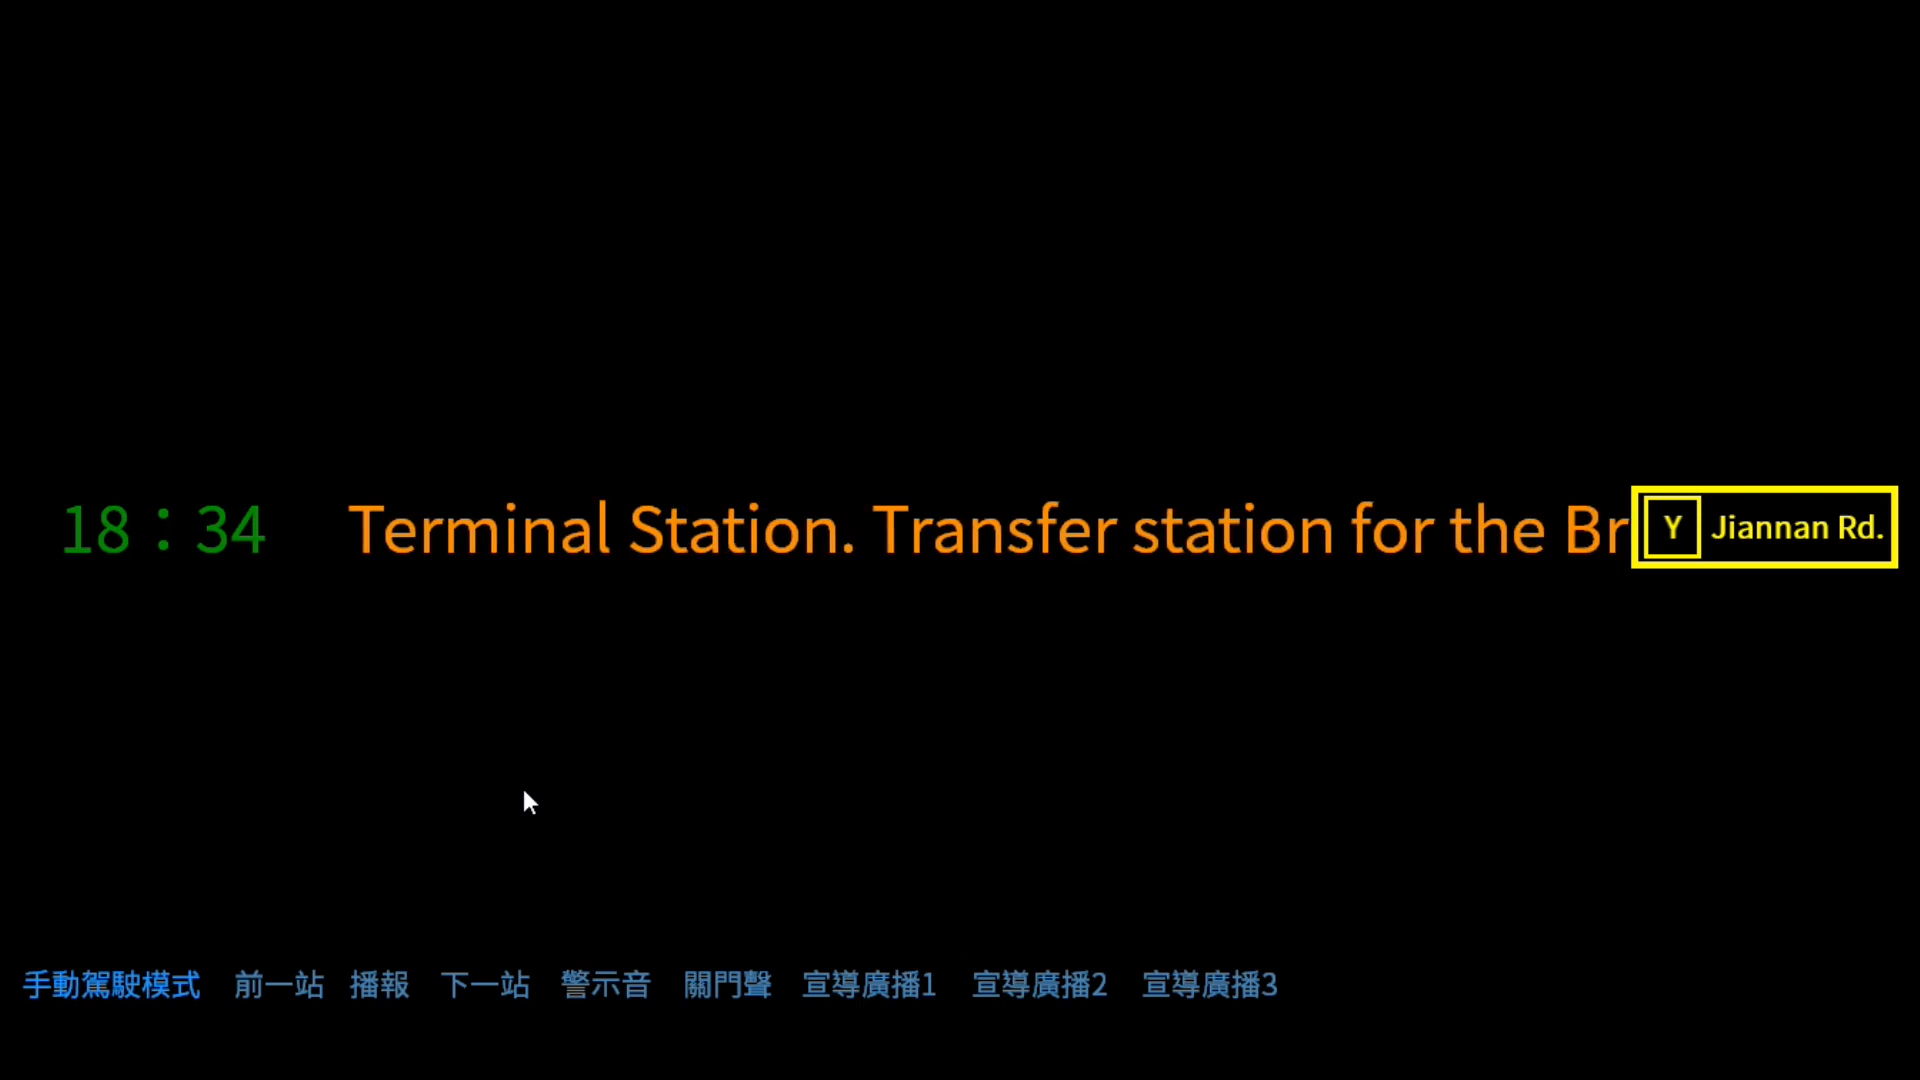 18：34 Terminal Station. Transfer station for the Br Y Jiannan Rd.
手動駕駛模式 前一站 播報 下一站 警示音 關門聲 宣導廣播1 宣導廣播2 宣導廣播3